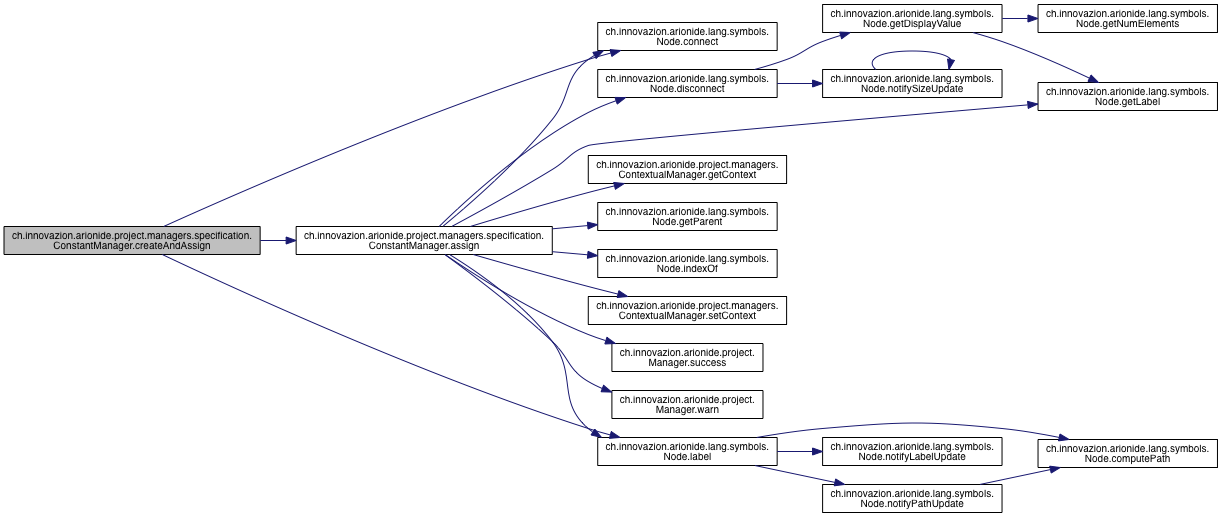 ch.innovazion.arionide.project.managers.specification.
ConstantManager.createAndAssign
ch.innovazion.arionide.project.managers.specification.
ConstantManager.assign
ch.innovazion.arionide.lang.symbols.
Node.connect
ch.innovazion.arionide.lang.symbols.
Node.disconnect
ch.innovazion.arionide.project.managers.
ContextualManager.getContext
ch.innovazion.arionide.lang.symbols.
Node.getParent
ch.innovazion.arionide.lang.symbols.
Node.indexOf
ch.innovazion.arionide.project.managers.
ContextualManager.setContext
ch.innovazion.arionide.project.
Manager.success
ch.innovazion.arionide.project.
Manager.warn
ch.innovazion.arionide.lang.symbols.
Node.label
ch.innovazion.arionide.lang.symbols.
Node.getDisplayValue
ch.innovazion.arionide.lang.symbols.
Node.notifySizeUpdate
ch.innovazion.arionide.lang.symbols.
Node.notifyLabelUpdate
ch.innovazion.arionide.lang.symbols.
Node.notifyPathUpdate
ch.innovazion.arionide.lang.symbols.
Node.getNumElements
ch.innovazion.arionide.lang.symbols.
Node.getLabel
ch.innovazion.arionide.lang.symbols.
Node.computePath